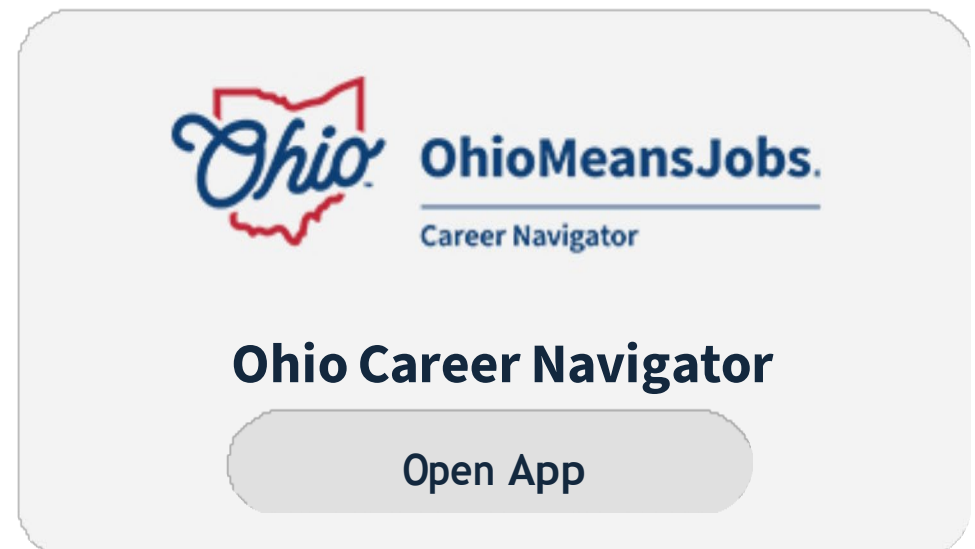 Ohio
OhioMeansJobs.
Career Navigator
Ohio Career Navigator
Open App